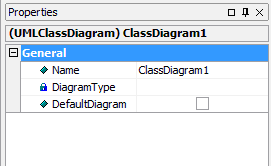 Properties
(UMLClassDiagram) ClassDiagram1
General
Name ClassDiagram1
DiagramType
DefaultDiagram